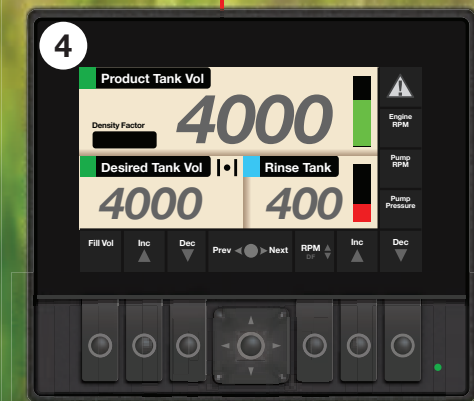 4
Product Tank Vol
Density Factor
4000
Engine
RPM
Pump
RPM
Desired Tank Vol
Rinse Tank
4000
400
Pump
Pressure
Fill Vol
Inc
Dec
Prev
Next
RPM
DF
Inc
Dec